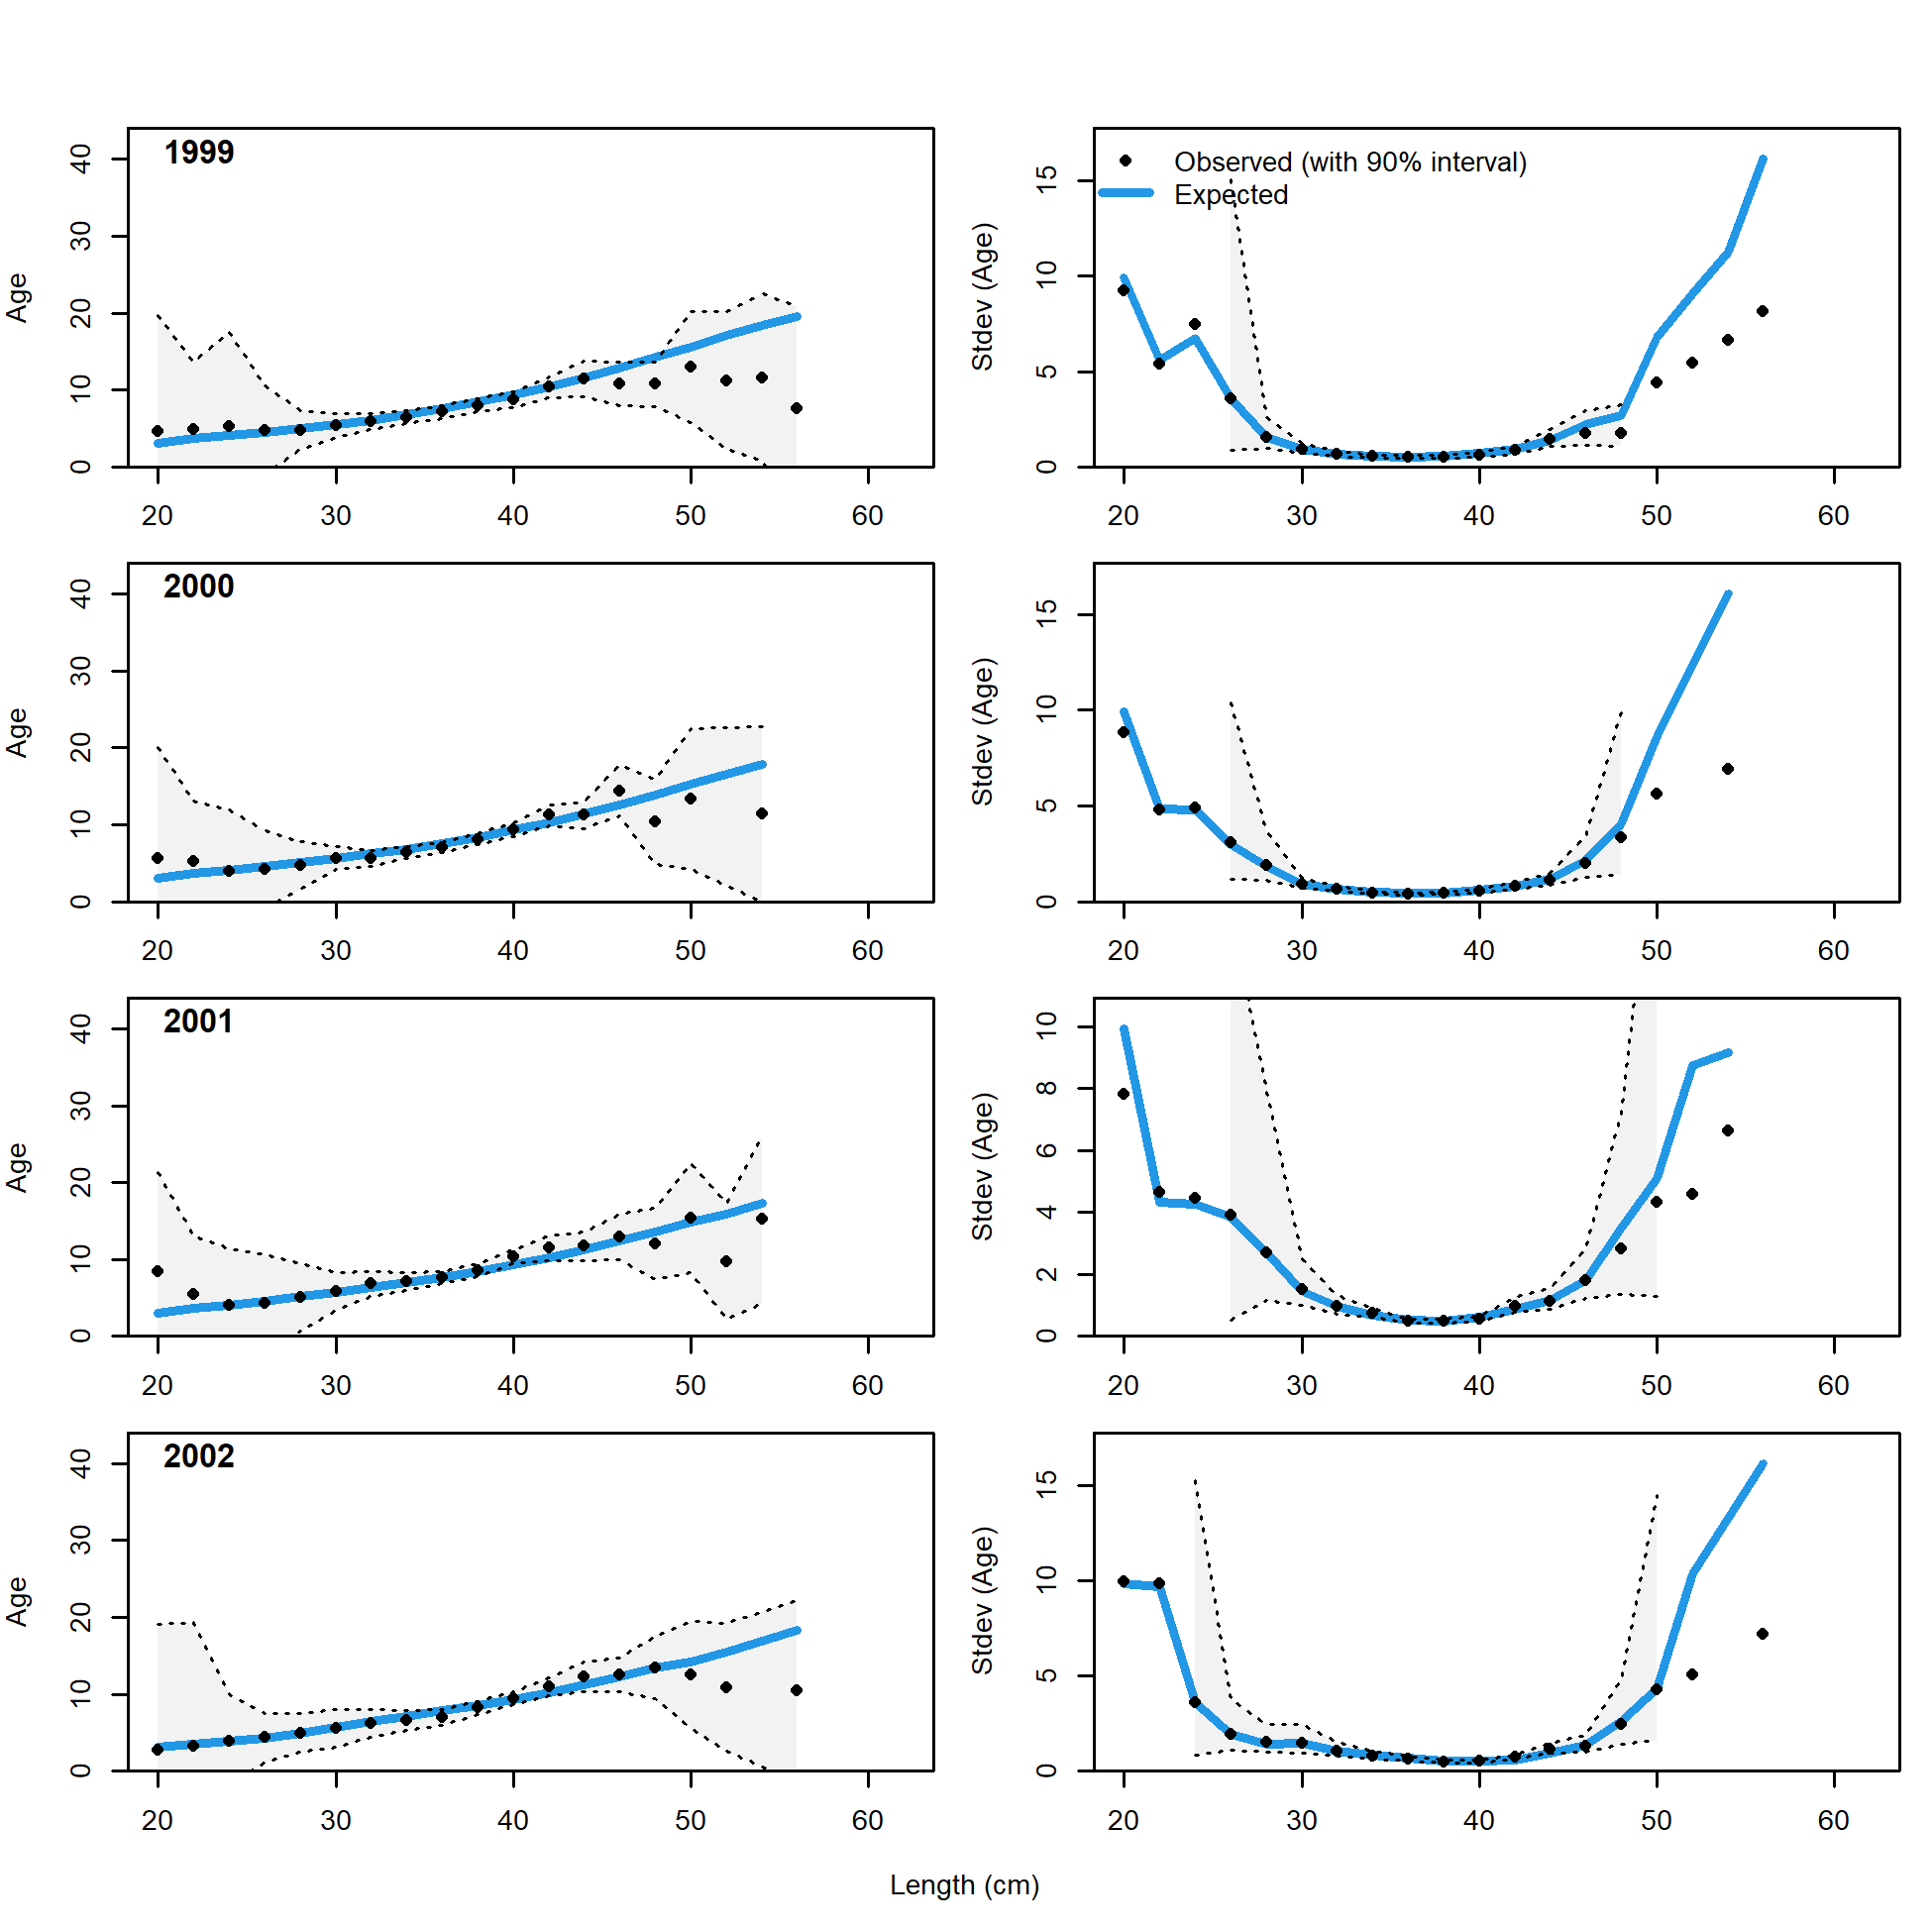 1999
Age
0 10 20 30 40
20 30 40 50 60
Observed (with 90% interval)
Expected
Stdev (Age)
0 5 10 15
20 30 40 50 60
2000
Age
0 10 20 30 40
20 30 40 50 60
Stdev (Age)
0 5 10 15
20 30 40 50 60
2001
Age
0 10 20 30 40
20 30 40 50 60
Stdev (Age)
0 2 4 6 8 10
20 30 40 50 60
2002
Age
0 10 20 30 40
20 30 40 50 60
Stdev (Age)
0 5 10 15
20 30 40 50 60
Length (cm)